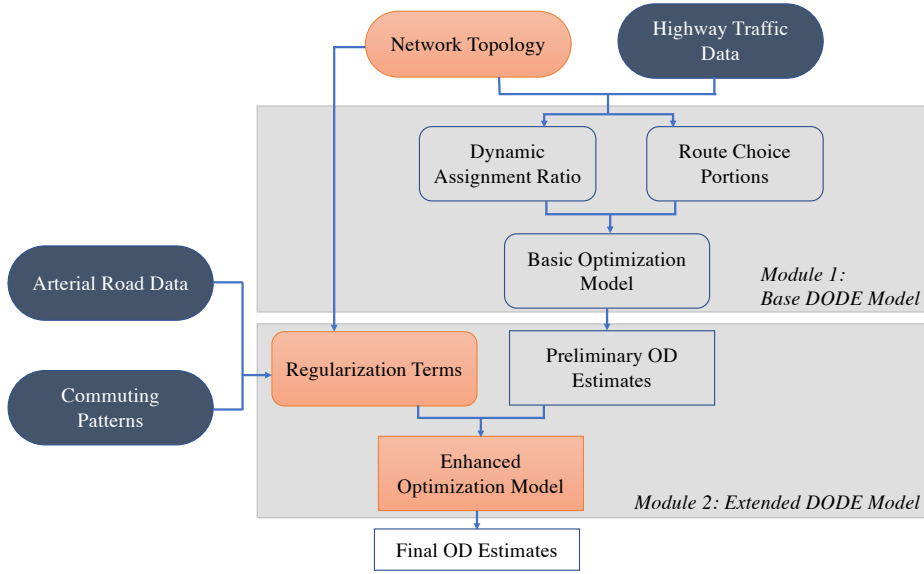 Network Topology
Highway Traffic
Data
Dynamic
Assignment Ratio
Route Choice
Portions
Basic Optimization
Model
Module 1:
Base DODE Model
Arterial Road Data
Commuting
Patterns
Regularization Terms
Preliminary OD
Estimates
Enhanced
Optimization Model
Module 2: Extended DODE Model
Final OD Estimates